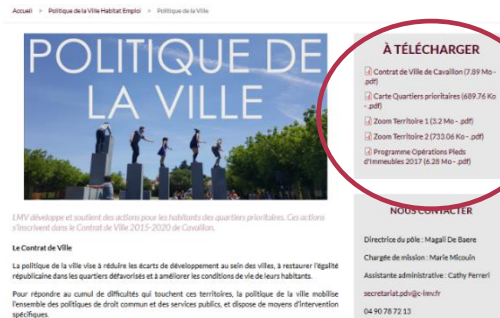 Accueil > Politique de la Ville Habitat Emploi > Politique de la Ville
POLITIQUE DE
LA VILLE
LMV développe et soutient des actions pour les habitants des quartiers prioritaires. Ces actions
s'inscrivent dans le Contrat de Ville 2015-2020 de Cavaillon.
Le Contrat de Ville
La politique de la ville vise à réduire les écarts de développement au sein des villes, à restaurer l'égalité
républicaine dans les quartiers défavorisés et à améliorer les conditions de vie de leurs habitants.
Pour répondre au cumul de difficultés qui touchent ces territoires, la politique de la ville mobilise
l'ensemble des politiques de droit commun et des services publics, et dispose de moyens d'intervention
spécifiques.
À TÉLÉCHARGER
Contrat de Ville de Cavaillon (7.89 Mo -
.pdf)
Carte Quartiers prioritaires (689.76 Ko
- .pdf)
Zoom Territoire 1 (3.2 Mo - .pdf)
Zoom Territoire 2 (733.06 Ko - .pdf)
Programme Opérations Pieds
d'Immeubles 2017 (6.28 Mo - .pdf)
NOUS CONTACTER
Directrice du pôle : Magali De Baere
Chargée de mission : Marie Micouin
Assistante administrative : Cathy Ferreri
secretariat.pdv@c-lmv.fr
04 90 78 72 13